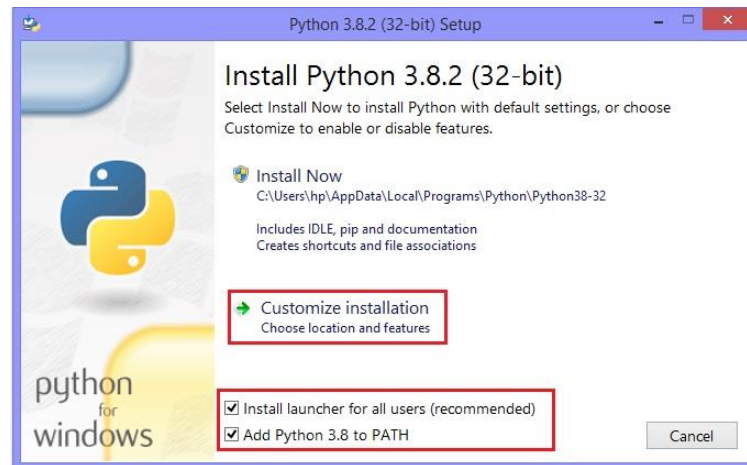 Python 3.8.2 (32-bit) Setup
Install Python 3.8.2 (32-bit)
Select Install Now to install Python with default settings, or choose
Customize to enable or disable features.
Install Now
C:\Users\hp\AppData\Local\Programs\Python\Python38-32
Includes IDLE, pip and documentation
Creates shortcuts and file associations
Customize installation
Choose location and features
python
for
windows
Install launcher for all users (recommended)
Add Python 3.8 to PATH
Cancel